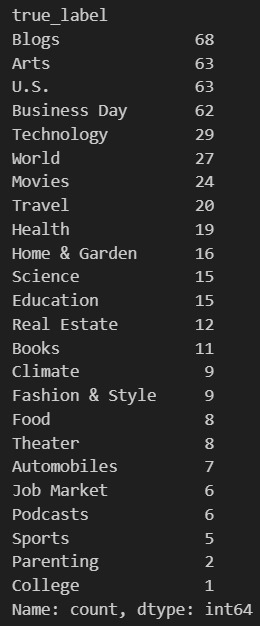 true_label
Blogs 68
Arts 63
U.S. 63
Business Day 62
Technology 29
World 27
Movies 24
Travel 20
Health 19
Home & Garden 16
Science 15
Education 15
Real Estate 12
Books 11
Climate 9
Fashion & Style 9
Food 8
Theater 8
Automobiles 7
Job Market 6
Podcasts 6
Sports 5
Parenting 2
College 1
Name: count, dtype: int64